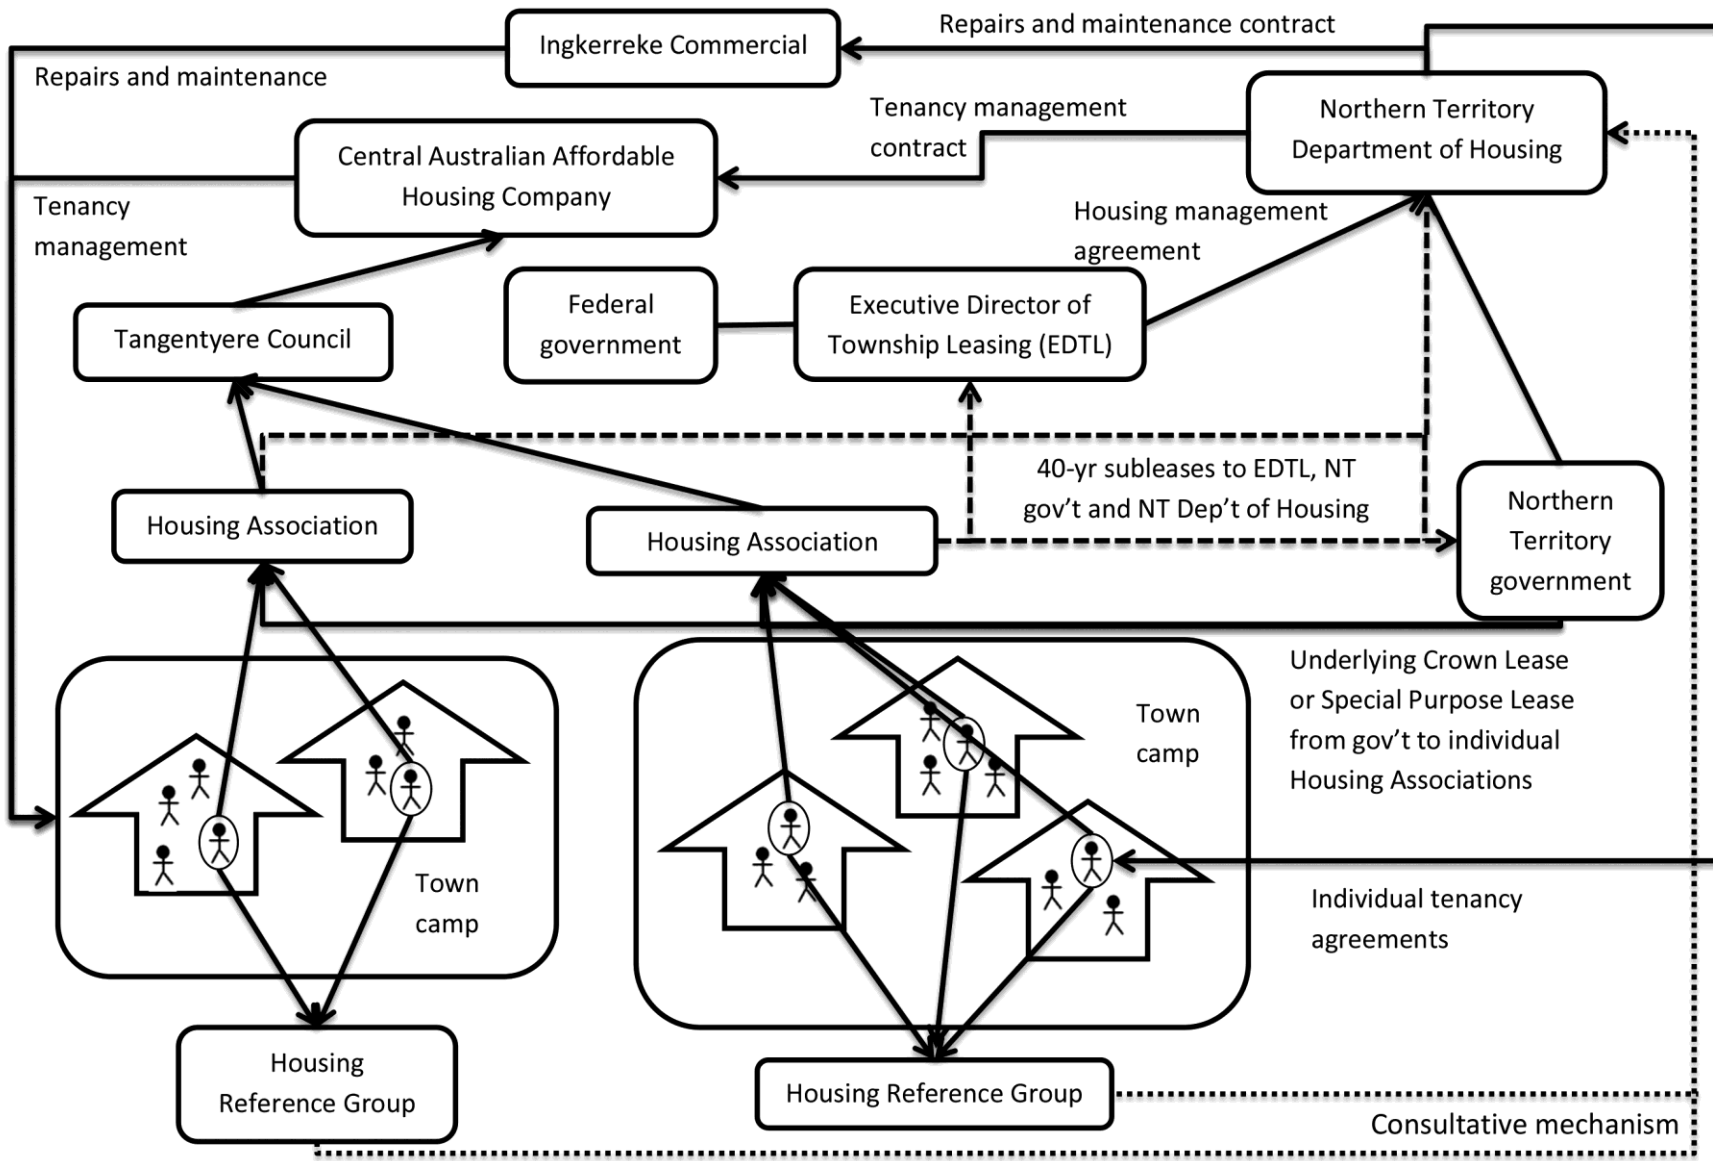 Repairs and maintenance contract
Ingkerreke Commercial
Repairs and maintenance
Northern Territory
Department of Housing
Tenancy management
contract
Central Australian Affordable
Housing Company
Tenancy
management
Housing management
agreement
Federal
government
Executive Director of
Township Leasing (EDTL)
Tangentyere Council
40-yr subleases to EDTL, NT
gov't and NT Dep't of Housing
Northern
Territory
government
Housing Association
Housing Association
Underlying Crown Lease
or Special Purpose Lease
from gov't to individual
Housing Associations
Town
camp
Town
camp
Individual tenancy
agreements
Housing
Reference Group
Housing Reference Group
Consultative mechanism